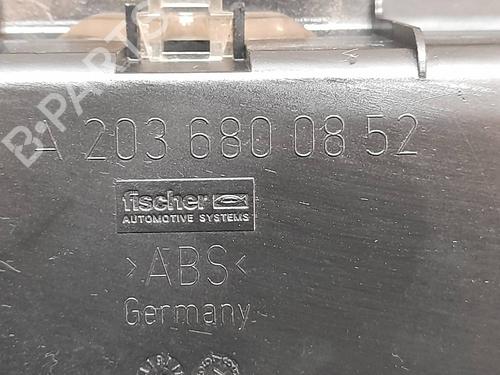 A 203 680 08 52
fischer
AUTOMOTIVE SYSTEMS
>ABS<
Germany
B-PARTS